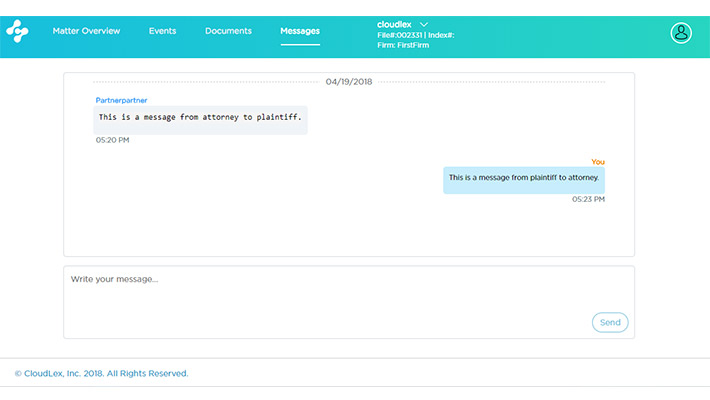 Matter Overview
Events
Documents
Messages
cloudlex
File#:002331 | Index#:
Firm: FirstFirm
04/19/2018
Partnerpartner
This is a message from attorney to plaintiff.
05:20 PM
You
This is a message from plaintiff to attorney.
05:23 PM
Write your message...
Send
© CloudLex, Inc. 2018. All Rights Reserved.